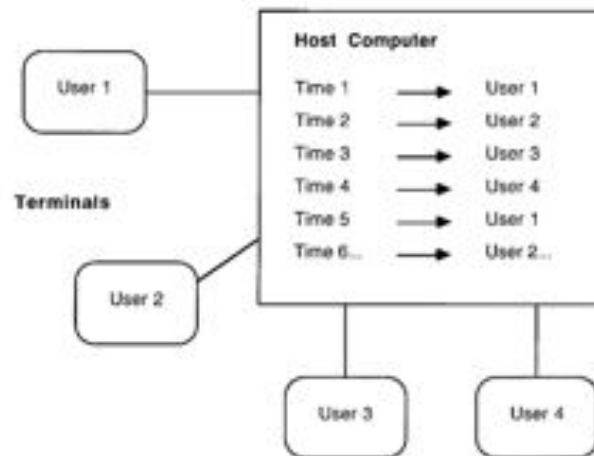 Host Computer
User 1
Time 1 User 1
Time 2 User 2
Time 3 User 3
Time 4 User 4
Terminals
Time 5 User 1
Time 6... User 2...
User 2
User 3
User 4